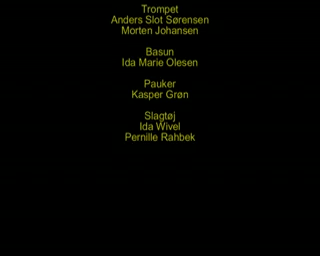 Trompet
Anders Slot Sørensen
Morten Johansen
Basun
Ida Marie Olesen
Pauker
Kasper Grøn
Slagtøj
Ida Wivel
Pernille Rahbek